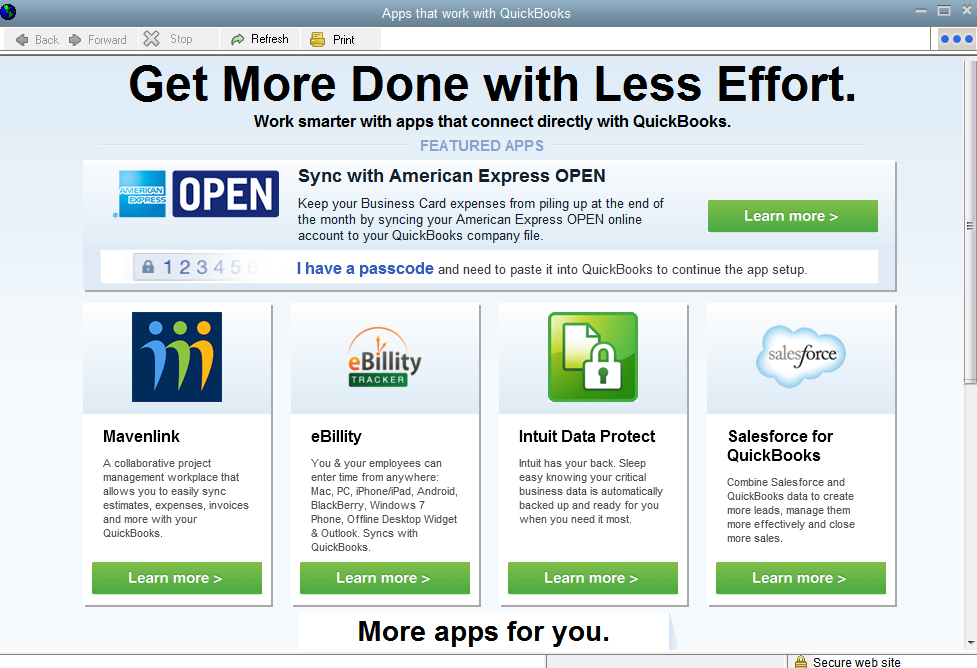 Apps that work with QuickBooks
Back Forward Stop Refresh Print
Get More Done with Less Effort.
Work smarter with apps that connect directly with QuickBooks.
FEATURED APPS
AMERICAN
EXPRESS
OPEN
Sync with American Express OPEN
Keep your Business Card expenses from piling up at the end of
the month by syncing your American Express OPEN online
account to your QuickBooks company file.
Learn more >
1 2 3 4 5 6
I have a passcode and need to paste it into QuickBooks to continue the app setup.
Mavenlink
A collaborative project
management workplace that
allows you to easily sync
estimates, expenses, invoices
and more with your
QuickBooks.
Learn more >
eBillity
TRACKER
eBillity
You & your employees can
enter time from anywhere:
Mac, PC, iPhone/iPad, Android,
BlackBerry, Windows 7
Phone, Offline Desktop Widget
& Outlook. Syncs with
QuickBooks.
Learn more >
Intuit Data Protect
Intuit has your back. Sleep
easy knowing your critical
business data is automatically
backed up and ready for you
when you need it most.
Learn more >
salesforce
Salesforce for
QuickBooks
Combine Salesforce and
QuickBooks data to create
more leads, manage them
more effectively and close
more sales.
Learn more >
More apps for you.
Secure web site